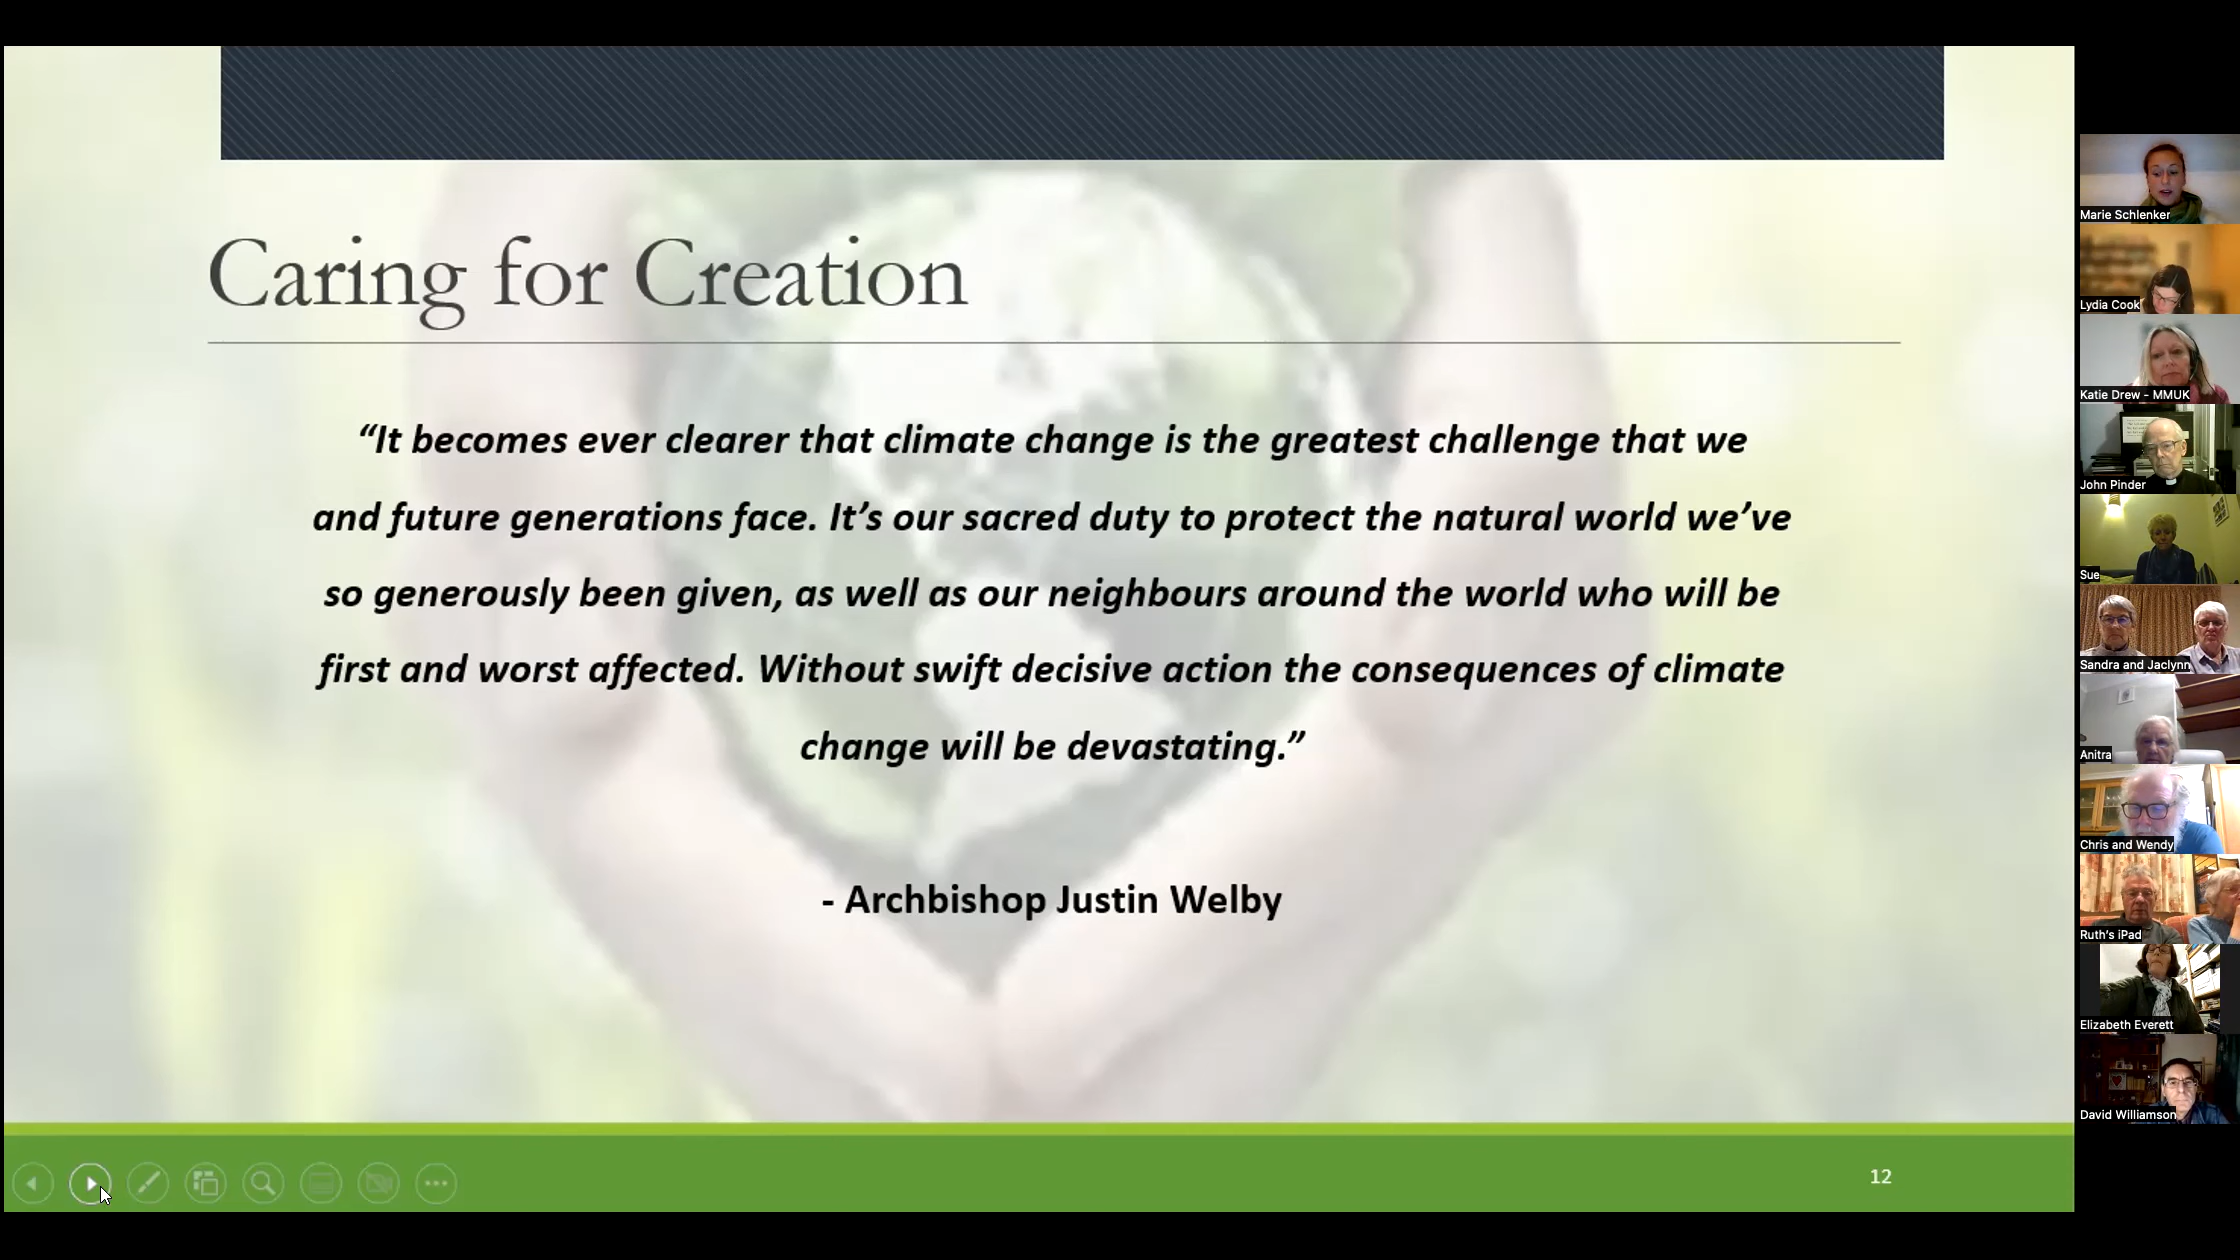 Caring for Creation
“It becomes ever clearer that climate change is the greatest challenge that we
and future generations face. It’s our sacred duty to protect the natural world we’ve
so generously been given, as well as our neighbours around the world who will be
first and worst affected. Without swift decisive action the consequences of climate
change will be devastating.”
- Archbishop Justin Welby
12
Marie Schlenker
Lydia Cook
Katie Drew - MMUK
John Pinder
Sue
Sandra and Jaclynn
Anitra
Chris and Wendy
Ruth's iPad
Elizabeth Everett
David Williamson